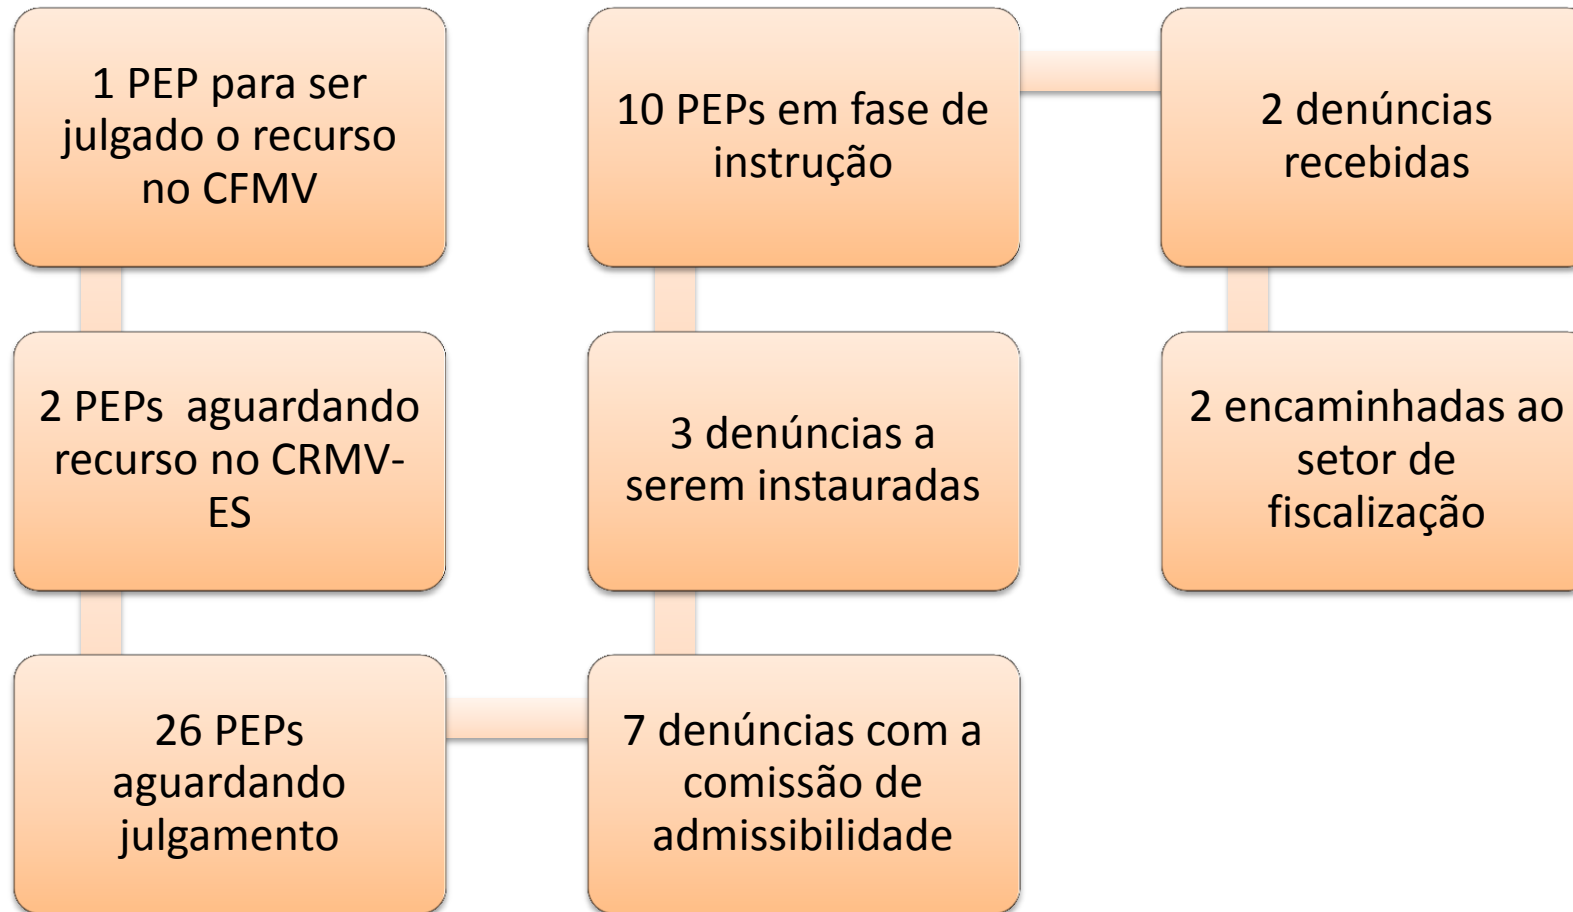 1 PEP para ser
julgado o recurso
no CFMV
2 PEPs aguardando
recurso no CRMV-
ES
26 PEPs
aguardando
julgamento
7 denúncias com a
comissão de
admissibilidade
3 denúncias a
serem instauradas
10 PEPs em fase de
instrução
2 denúncias
recebidas
2 encaminhadas ao
setor de
fiscalização